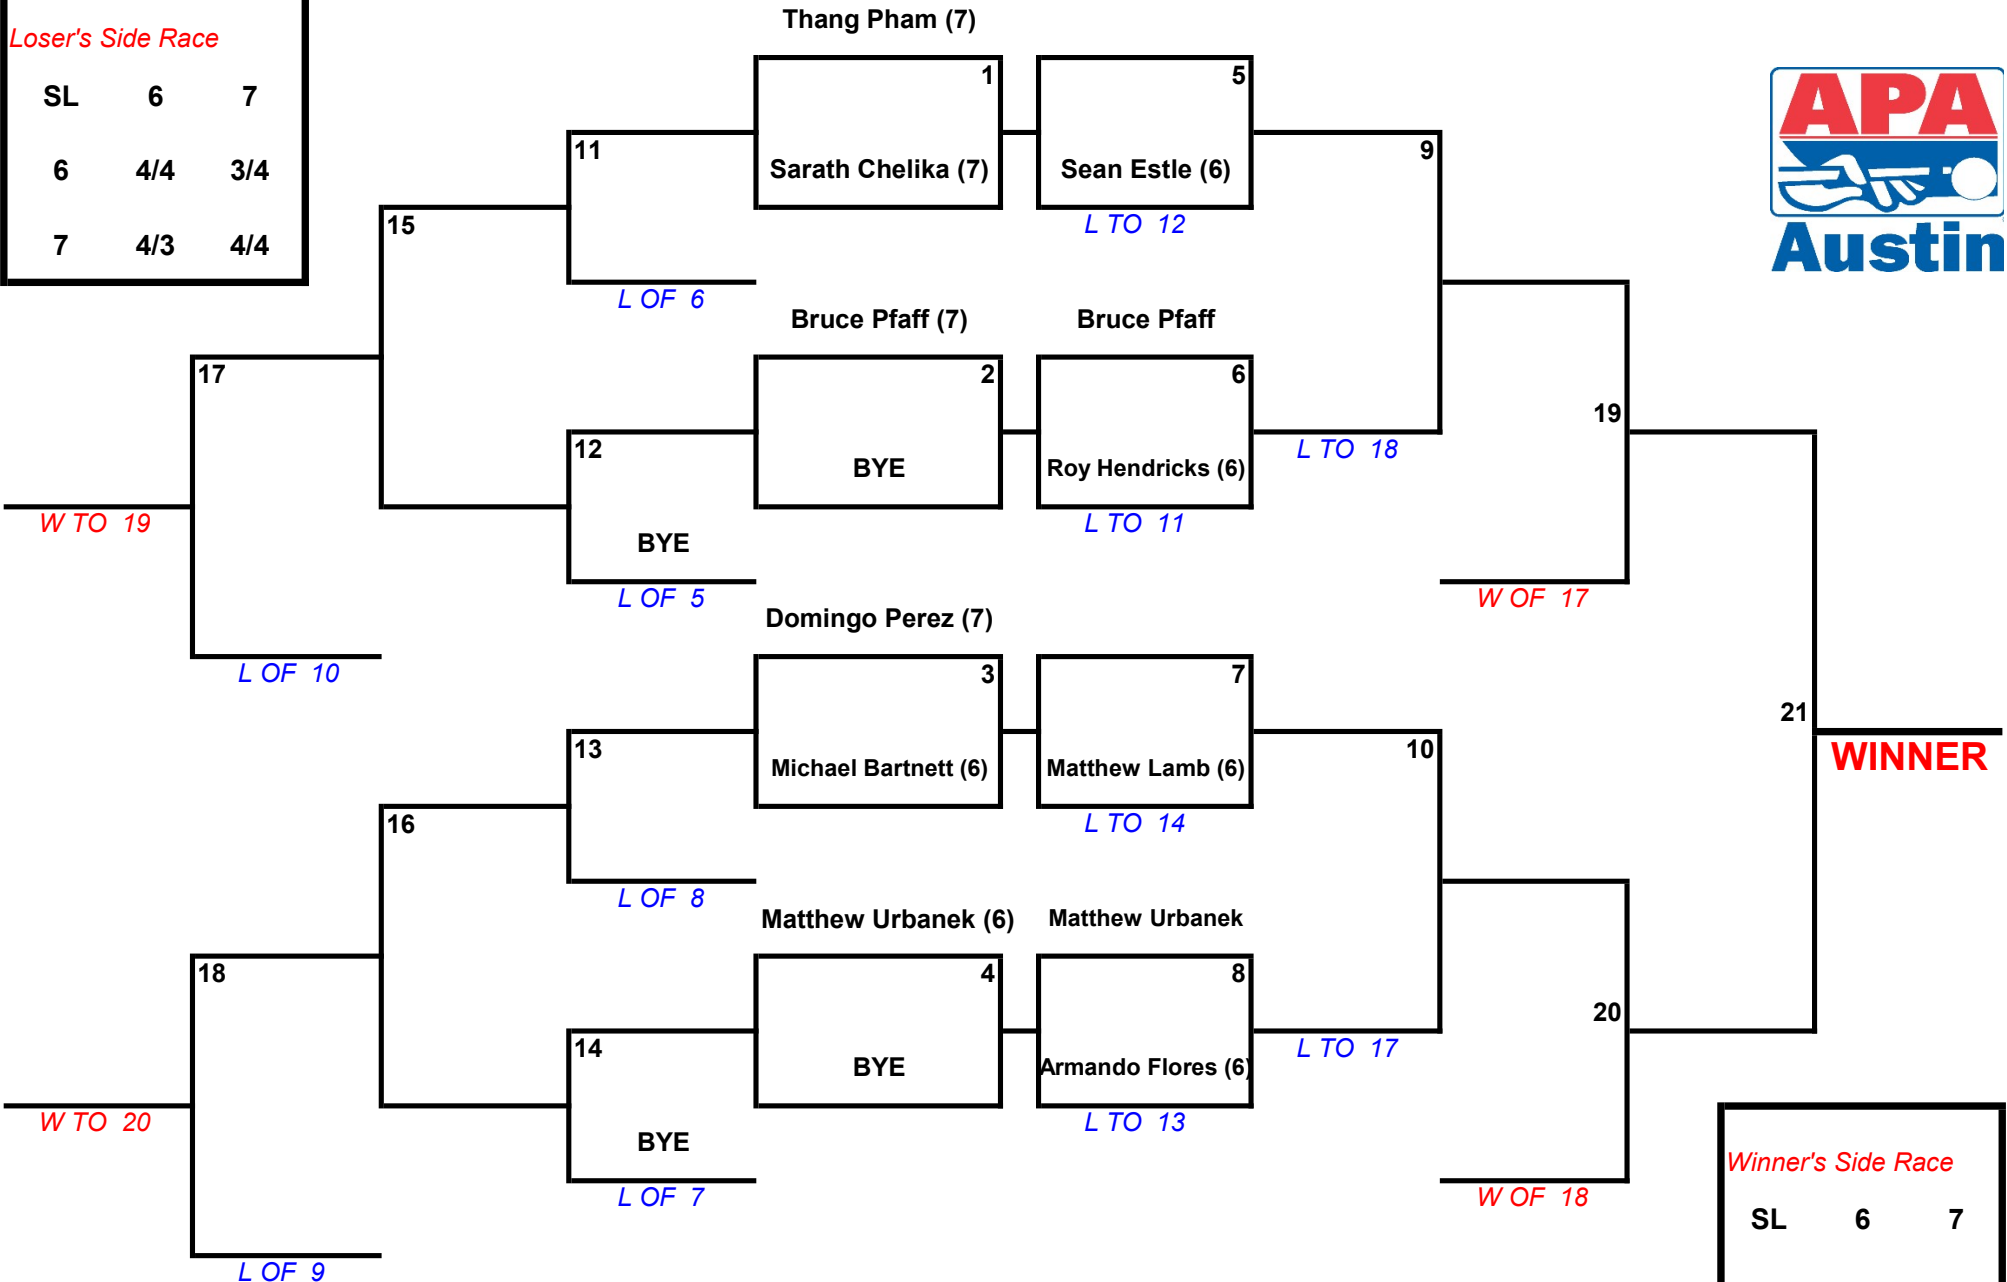 Thang Pham (7)
Loser's Side Race
SL 6 7
6 4/4 3/4
7 4/3 4/4
1
5
APA
Austin
11
9
Sarath Chelika (7)
Sean Estle (6)
15
L TO 12
L OF 6
Bruce Pfaff (7)
Bruce Pfaff
17
2
6
19
12
L TO 18
BYE
Roy Hendricks (6)
W TO 19
L TO 11
BYE
L OF 5
W OF 17
Domingo Perez (7)
L OF 10
3
7
21
13
10
WINNER
Michael Bartnett (6)
Matthew Lamb (6)
16
L TO 14
L OF 8
Matthew Urbanek (6)
Matthew Urbanek
18
4
8
20
14
L TO 17
BYE
Armando Flores (6)
W TO 20
L TO 13
BYE
Winner's Side Race
L OF 7
W OF 18
SL 6 7
L OF 9